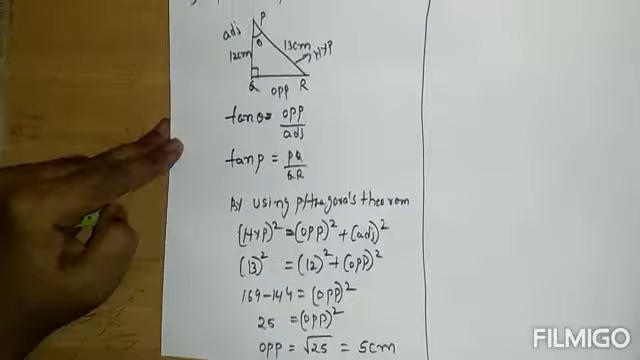 P
adj
θ
12cm
13cm
HYP
Q
OPP
R
tanθ = OPP/adj
tanP = PQ/QR
By using pythagora's theorem
(HYP)² = (OPP)² + (adj)²
(13)² = (12)² + (OPP)²
169-144 = (OPP)²
25 = (OPP)²
OPP = √25 = 5cm
FILMIGO